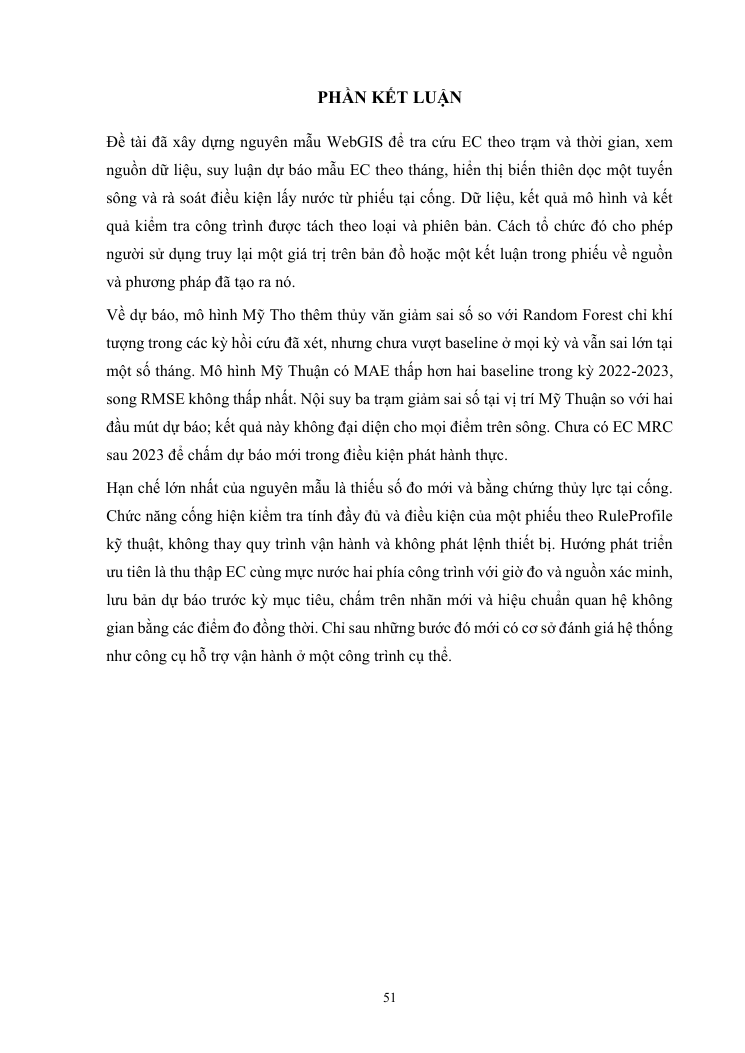 PHẦN KẾT LUẬN
Đề tài đã xây dựng nguyên mẫu WebGIS để tra cứu EC theo trạm và thời gian, xem
nguồn dữ liệu, suy luận dự báo mẫu EC theo tháng, hiển thị biến thiên dọc một tuyến
sông và rà soát điều kiện lấy nước từ phiếu tại cống. Dữ liệu, kết quả mô hình và kết
quả kiểm tra công trình được tách theo loại và phiên bản. Cách tổ chức đó cho phép
người sử dụng truy lại một giá trị trên bản đồ hoặc một kết luận trong phiếu về nguồn
và phương pháp đã tạo ra nó.
Về dự báo, mô hình Mỹ Tho thêm thủy văn giảm sai số so với Random Forest chỉ khí
tượng trong các kỳ hồi cứu đã xét, nhưng chưa vượt baseline ở mọi kỳ và vẫn sai lớn tại
một số tháng. Mô hình Mỹ Thuận có MAE thấp hơn hai baseline trong kỳ 2022-2023,
song RMSE không thấp nhất. Nội suy ba trạm giảm sai số tại vị trí Mỹ Thuận so với hai
đầu mút dự báo; kết quả này không đại diện cho mọi điểm trên sông. Chưa có EC MRC
sau 2023 để chấm dự báo mới trong điều kiện phát hành thực.
Hạn chế lớn nhất của nguyên mẫu là thiếu số đo mới và bằng chứng thủy lực tại cống.
Chức năng cống hiện kiểm tra tính đầy đủ và điều kiện của một phiếu theo RuleProfile
kỹ thuật, không thay quy trình vận hành và không phát lệnh thiết bị. Hướng phát triển
ưu tiên là thu thập EC cùng mực nước hai phía công trình với giờ đo và nguồn xác minh,
lưu bản dự báo trước kỳ mục tiêu, chấm trên nhãn mới và hiệu chuẩn quan hệ không
gian bằng các điểm đo đồng thời. Chỉ sau những bước đó mới có cơ sở đánh giá hệ thống
như công cụ hỗ trợ vận hành ở một công trình cụ thể.
51